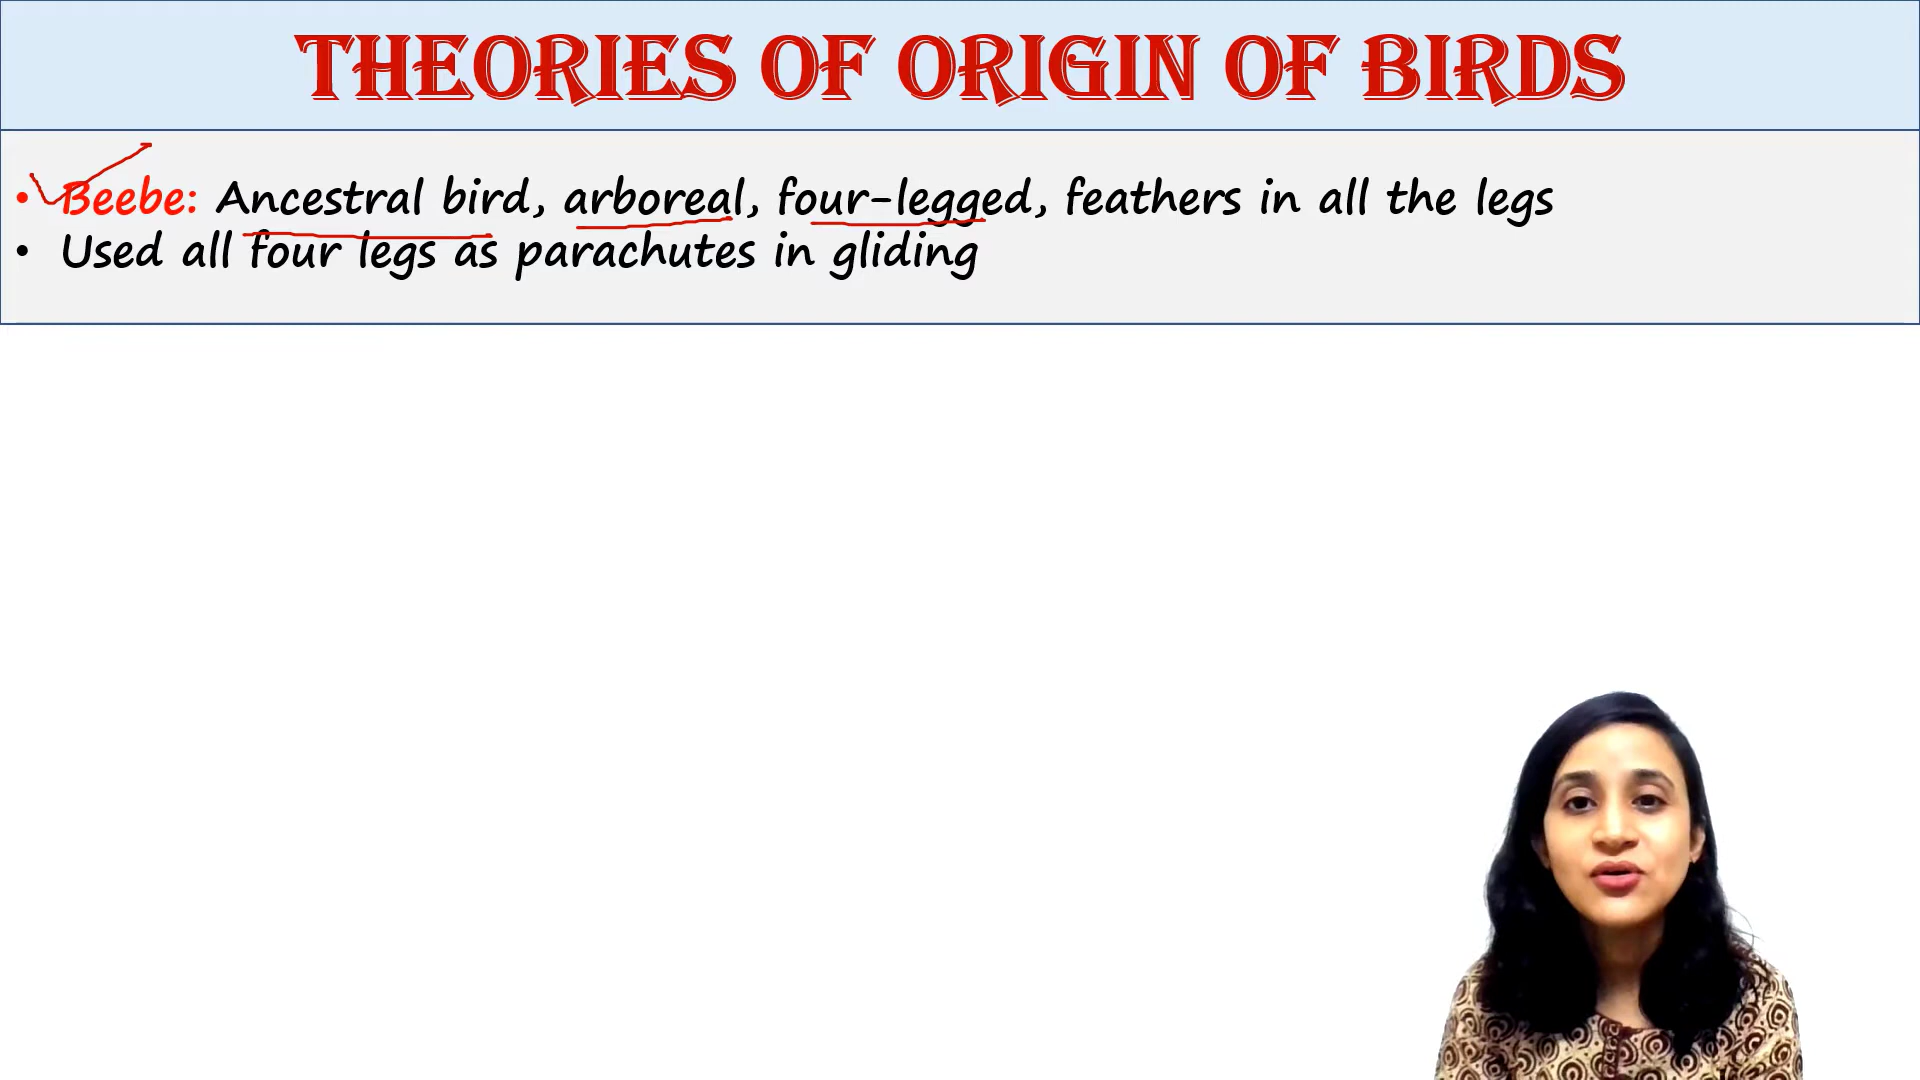 THEORIES OF ORIGIN OF BIRDS
• Beebe: Ancestral bird, arboreal, four-legged, feathers in all the legs
• Used all four legs as parachutes in gliding